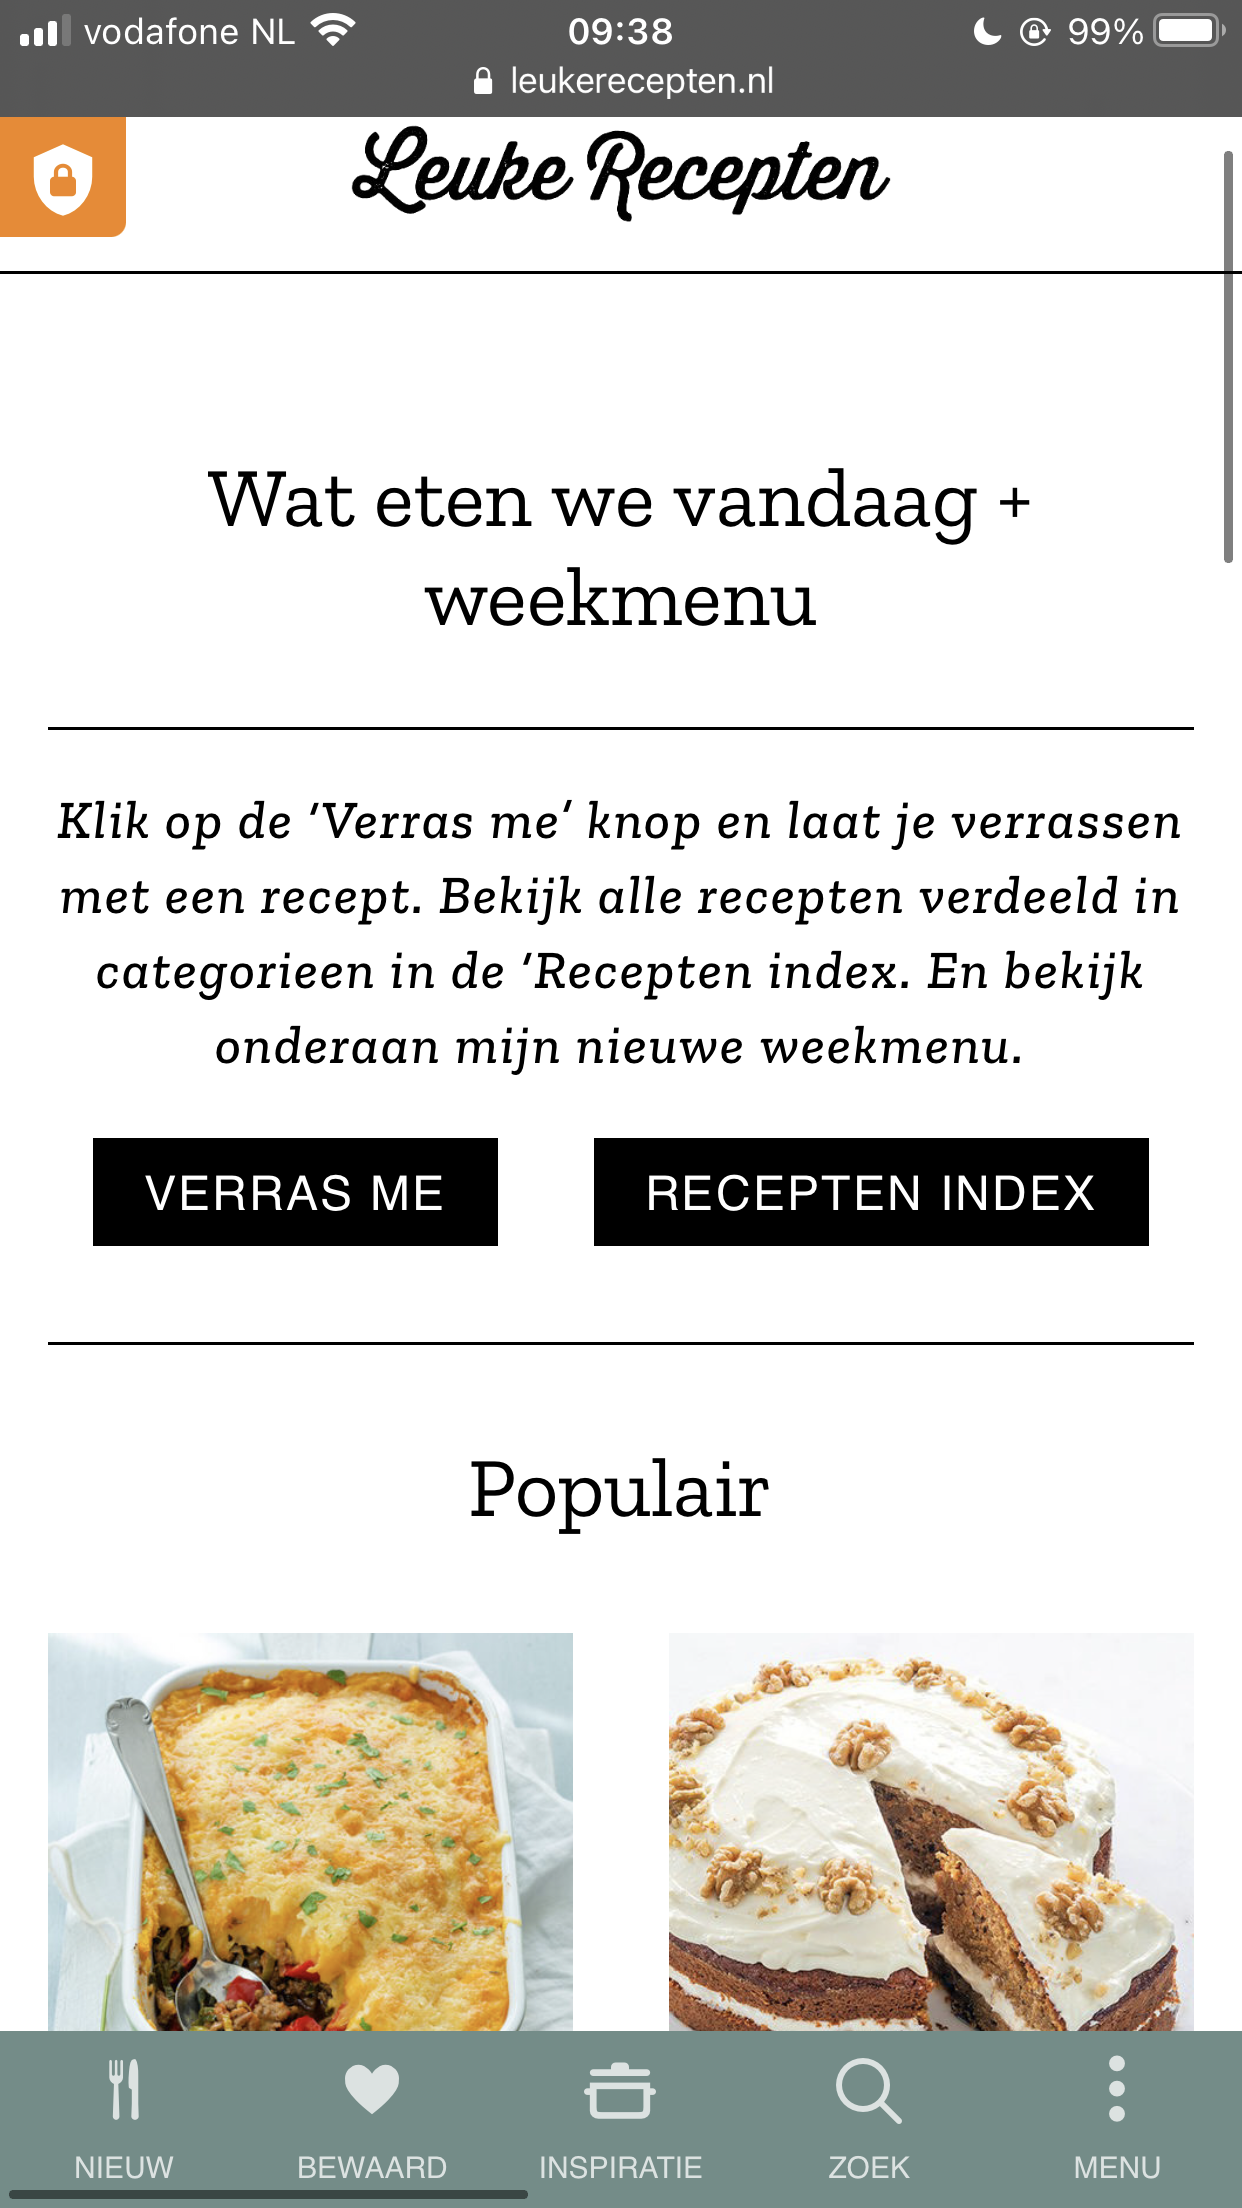 vodafone NL 09:38 99%
leukerecepten.nl
Leuke Recepten
Wat eten we vandaag +
weekmenu
Klik op de ‘Verras me’ knop en laat je verrassen
met een recept. Bekijk alle recepten verdeeld in
categorieen in de ‘Recepten index. En bekijk
onderaan mijn nieuwe weekmenu.
VERRAS ME RECEPTEN INDEX
Populair
NIEUW BEWAARD INSPIRATIE ZOEK MENU